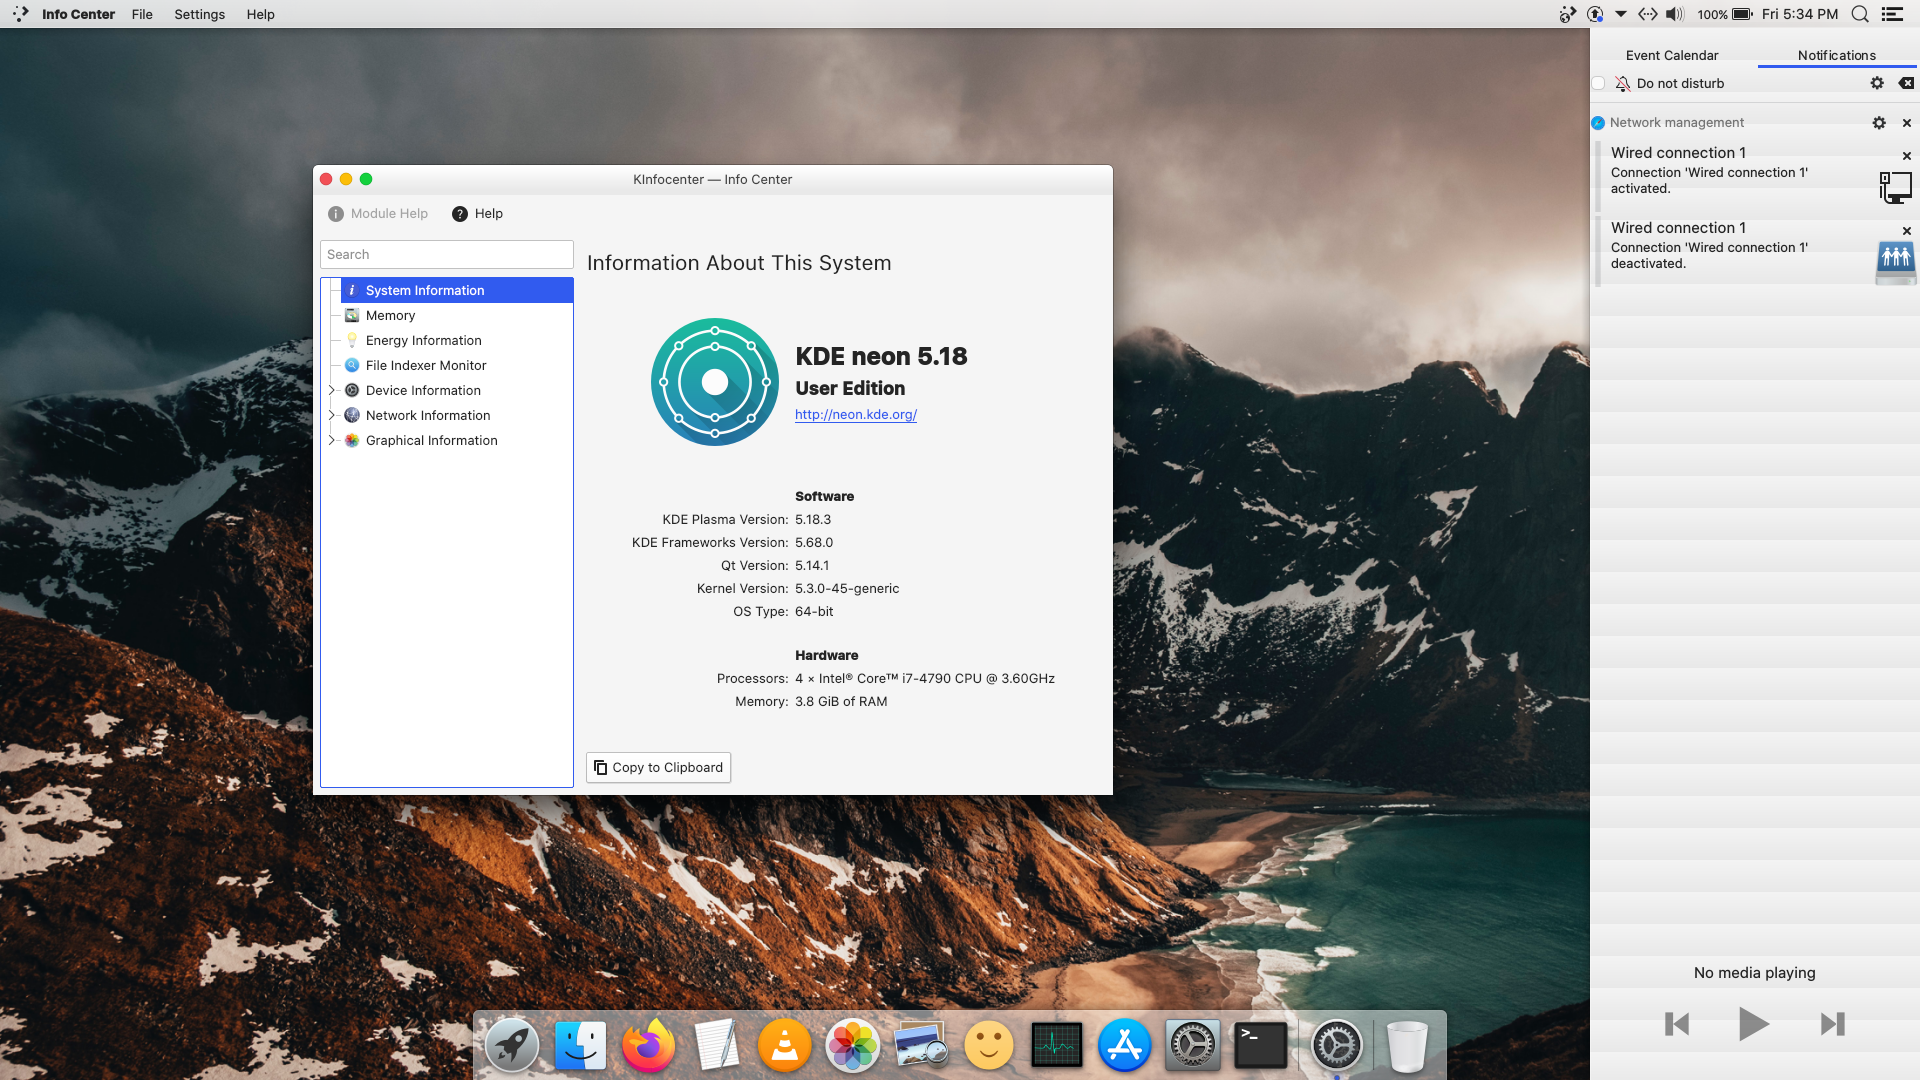 Info Center File Settings Help
100% Fri 5:34 PM
KInfocenter — Info Center
Module Help Help
Search
System Information
Memory
Energy Information
File Indexer Monitor
Device Information
Network Information
Graphical Information
Information About This System
KDE neon 5.18
User Edition
http://neon.kde.org/
Software
KDE Plasma Version: 5.18.3
KDE Frameworks Version: 5.68.0
Qt Version: 5.14.1
Kernel Version: 5.3.0-45-generic
OS Type: 64-bit
Hardware
Processors: 4 × Intel® Core™ i7-4790 CPU @ 3.60GHz
Memory: 3.8 GiB of RAM
Copy to Clipboard
Event Calendar Notifications
Do not disturb
Network management
Wired connection 1
Connection 'Wired connection 1'
activated.
Wired connection 1
Connection 'Wired connection 1'
deactivated.
No media playing